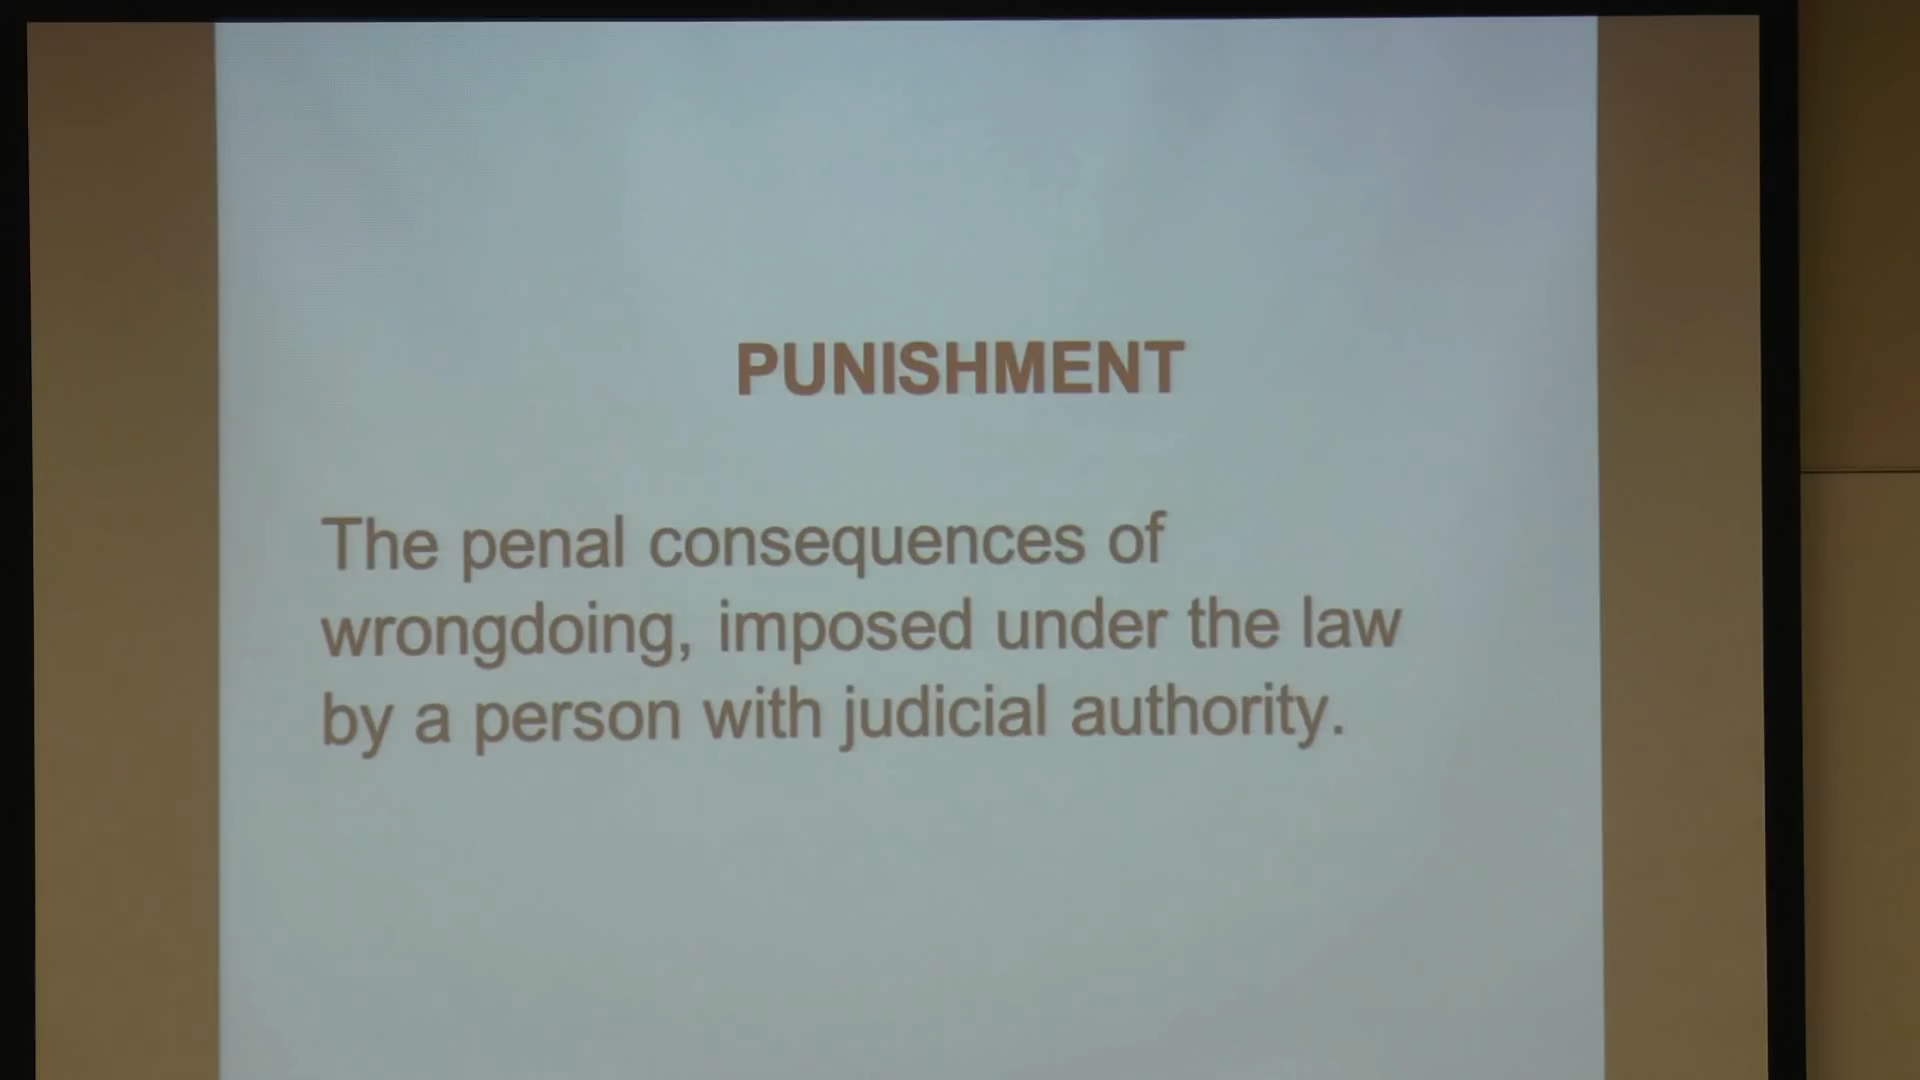 PUNISHMENT
The penal consequences of
wrongdoing, imposed under the law
by a person with judicial authority.